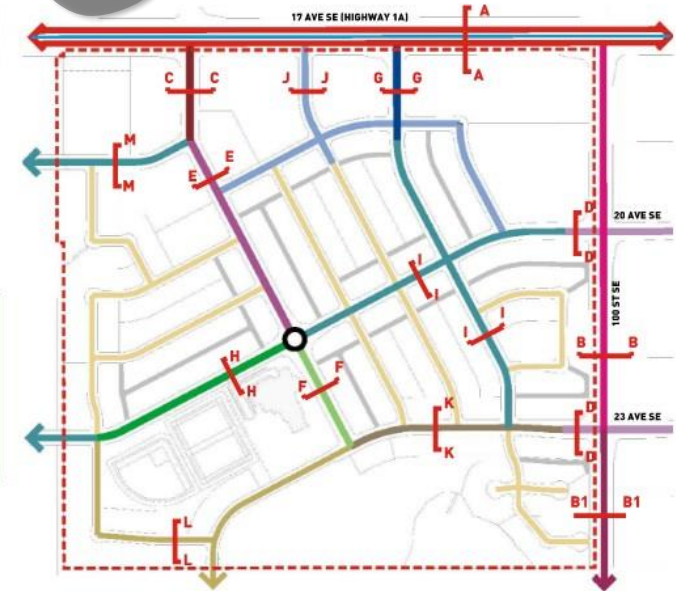 A
17 AVE SE (HIGHWAY 1A)
A
C C J J G G
M
E
E
M
D
20 AVE SE
D
I
i
100 ST SE
I
I
B B
H
H
F
F
K
K
D
23 AVE SE
D
B1 B1
L
L